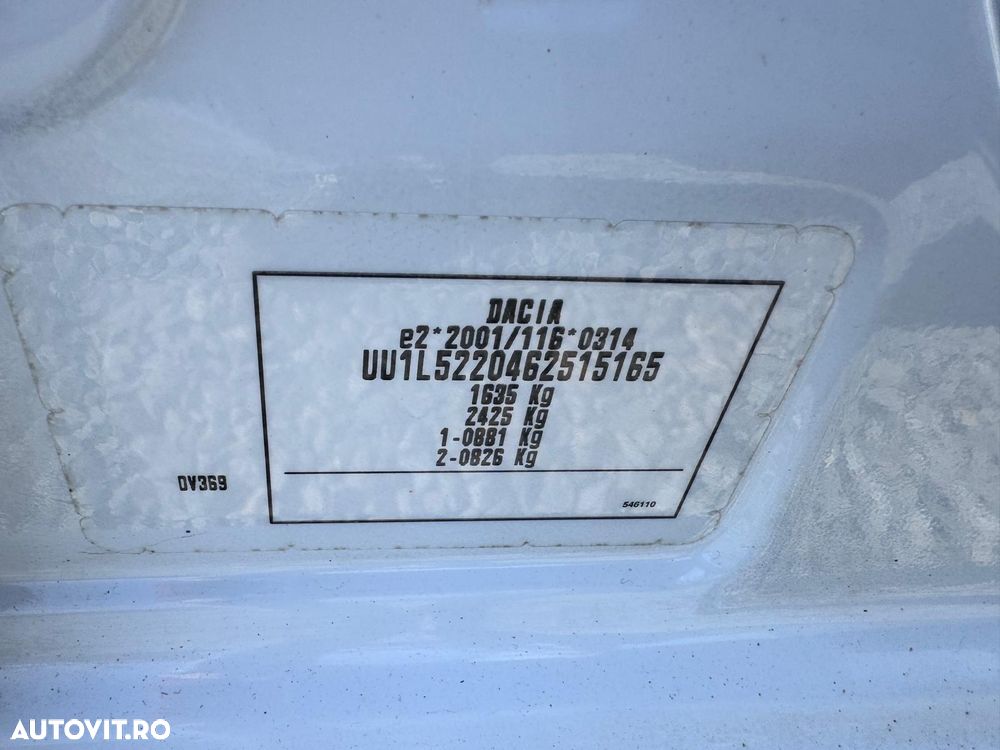 DACIA
e2*2001/116*0314
UU1L5220462515165
1635 Kg
2425 Kg
1-0881 Kg
2-0826 Kg
DV369
546110
AUTOVIT.RO